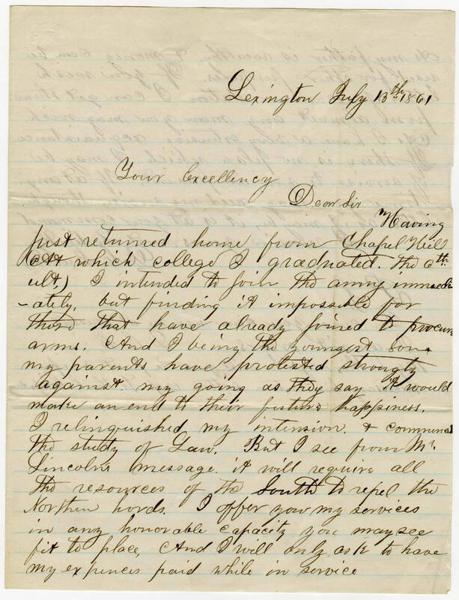 Lexington July 13th 1861
Your Excellency
Dear Sir
Having
just returned home from Chapel Hill
(At which college I graduated. the 6th
ult) I intended to join the army immedi
-ately, but finding it impossible for
those that have already joined to procure
arms. And I being the youngest son
my parents have protested strongly
against my going as they say it would
make an end to their future happiness.
I relinquished my intension & commenced
the study of Law. But I see from Mr
Lincoln's message it will require all
the resources of the South to repel the
Northern hords. I offer you my services
in any honorable capacity you may see
fit to place, And I will only ask to have
my expences paid while in service